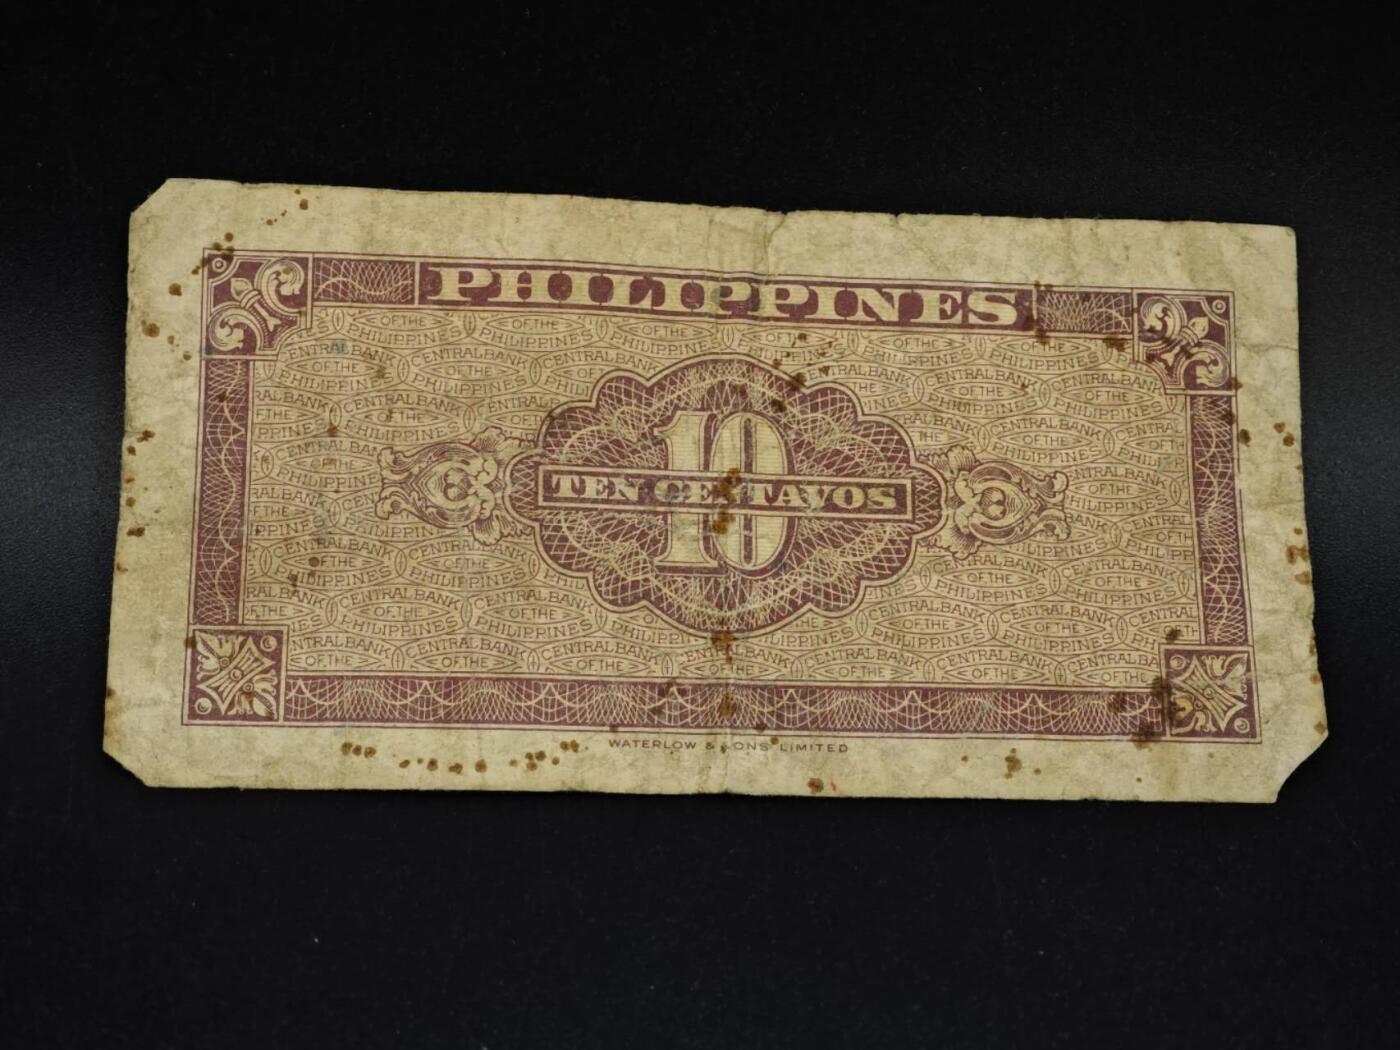 PHILIPPINES
CENTRAL BANK OF THE PHILIPPINES
10
TEN CENTAVOS
WATERLOW & SONS LIMITED